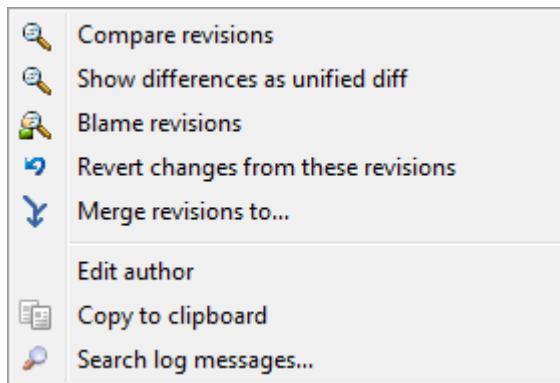 Compare revisions
Show differences as unified diff
Blame revisions
Revert changes from these revisions
Merge revisions to...
Edit author
Copy to clipboard
Search log messages...